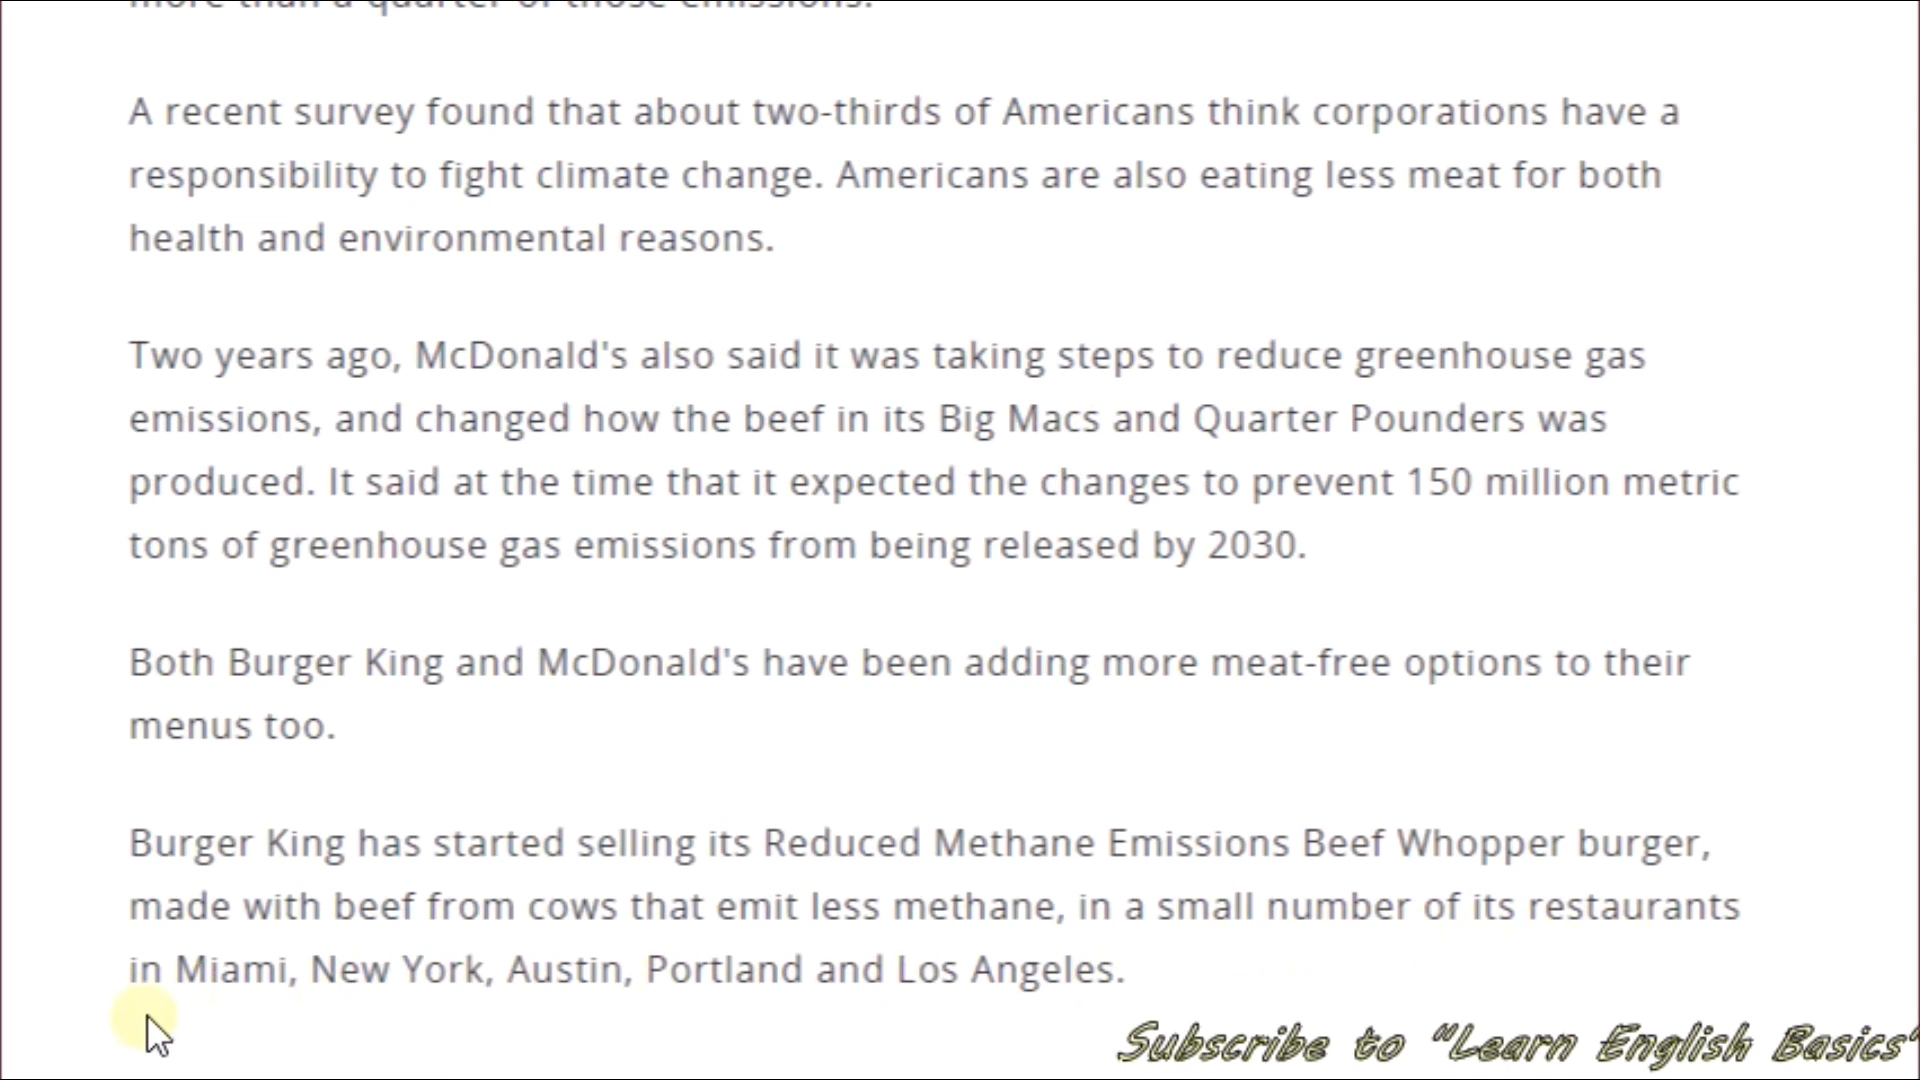 more than a quarter of those emissions.
A recent survey found that about two-thirds of Americans think corporations have a
responsibility to fight climate change. Americans are also eating less meat for both
health and environmental reasons.
Two years ago, McDonald's also said it was taking steps to reduce greenhouse gas
emissions, and changed how the beef in its Big Macs and Quarter Pounders was
produced. It said at the time that it expected the changes to prevent 150 million metric
tons of greenhouse gas emissions from being released by 2030.
Both Burger King and McDonald's have been adding more meat-free options to their
menus too.
Burger King has started selling its Reduced Methane Emissions Beef Whopper burger,
made with beef from cows that emit less methane, in a small number of its restaurants
in Miami, New York, Austin, Portland and Los Angeles.
Subscribe to "Learn English Basics"